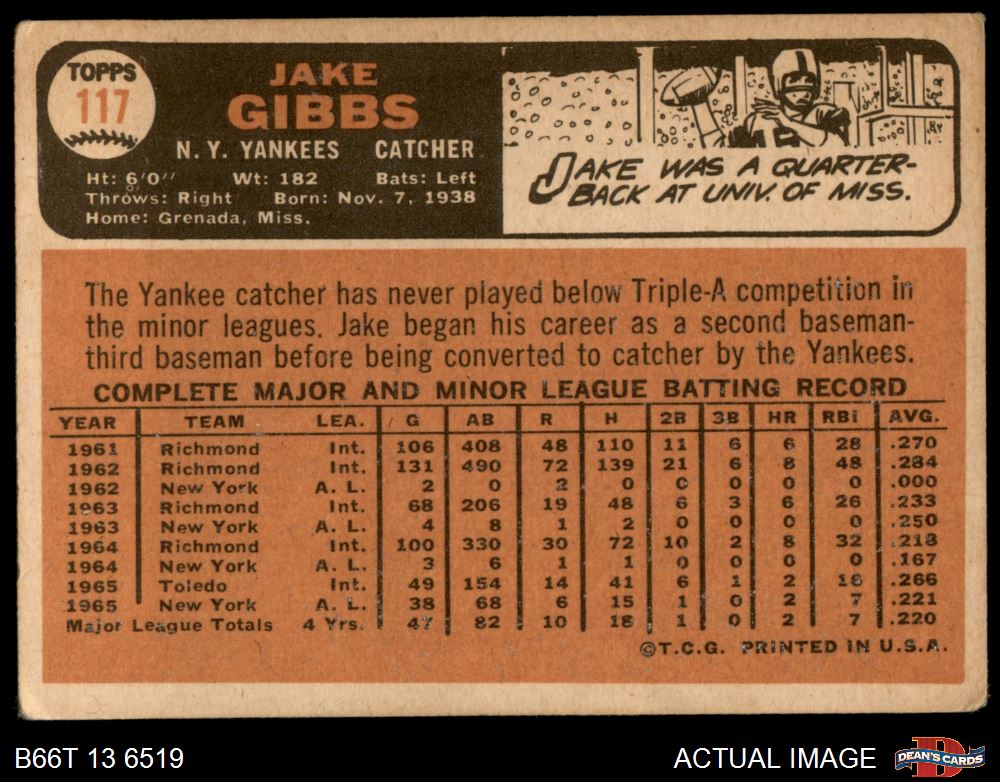 TOPPS
117
JAKE
GIBBS
N. Y. YANKEES CATCHER
Ht: 6'0" Wt: 182 Bats: Left
Throws: Right Born: Nov. 7, 1938
Home: Grenada, Miss.
JAKE WAS A QUARTER-
BACK AT UNIV. OF MISS.
The Yankee catcher has never played below Triple-A competition in
the minor leagues. Jake began his career as a second baseman-
third baseman before being converted to catcher by the Yankees.
COMPLETE MAJOR AND MINOR LEAGUE BATTING RECORD
YEAR TEAM LEA. G AB R H 2B 3B HR RBI AVG.
1961 Richmond Int. 106 408 48 110 11 6 6 28 .270
1962 Richmond Int. 131 490 72 139 21 6 8 48 .284
1962 New York A. L. 2 0 2 0 0 0 0 0 .000
1963 Richmond Int. 68 206 19 48 6 3 6 26 .233
1963 New York A. L. 4 8 1 2 0 0 0 0 .250
1964 Richmond Int. 100 330 30 72 10 2 8 32 .218
1964 New York A. L. 3 6 1 1 0 0 0 0 .167
1965 Toledo Int. 49 154 14 41 6 1 2 16 .266
1965 New York A. L. 38 68 6 15 1 0 2 7 .221
Major League Totals 4 Yrs. 47 82 10 18 1 0 2 7 .220
©T.C.G. PRINTED IN U.S.A.
B66T 13 6519
ACTUAL IMAGE
D
DEAN'S CARDS